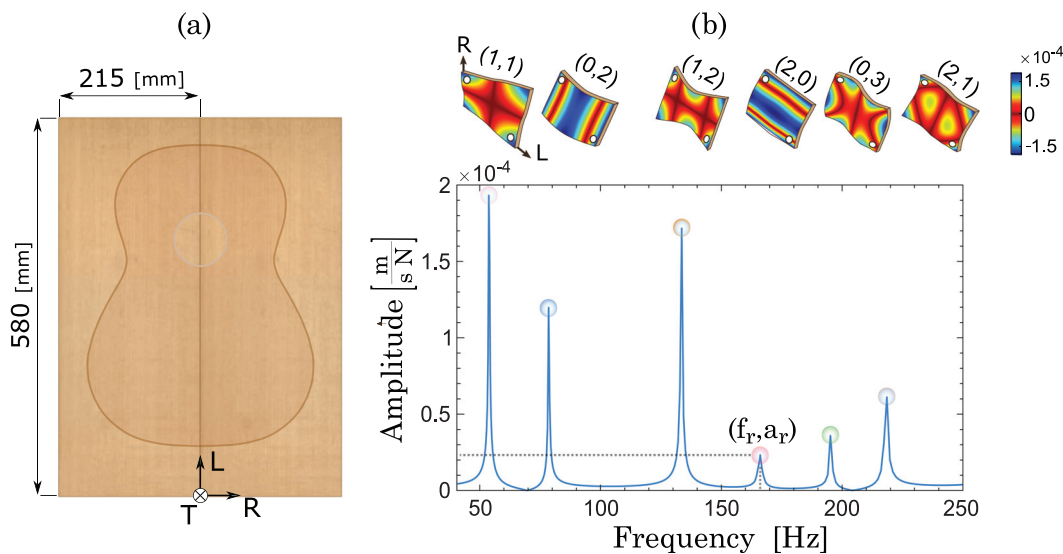 (a)
215 [mm]
580 [mm]
L
T
R
(b)
R
(1,1)
(0,2)
(1,2)
(2,0)
(0,3)
(2,1)
L
×10⁻⁴
1.5
0
-1.5
×10⁻⁴
2
1.5
1
0.5
0
Amplitude [m/s N]
(fᵣ,aᵣ)
50 100 150 200 250
Frequency [Hz]